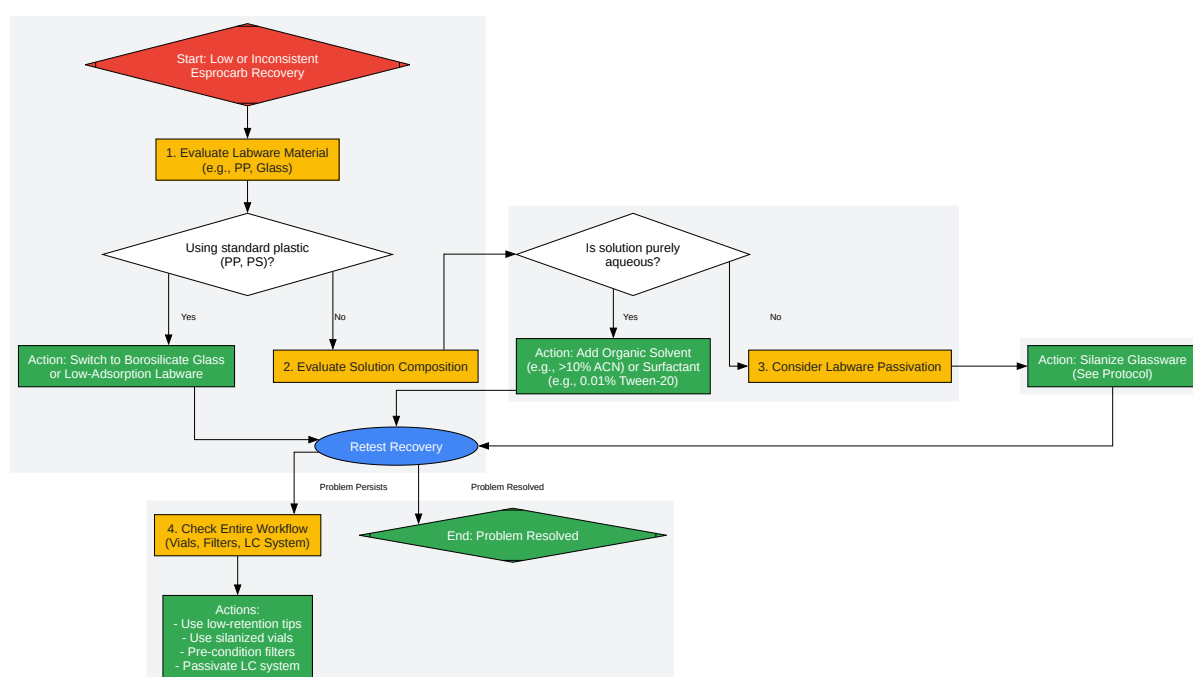 Start: Low or Inconsistent
Esprocarb Recovery
1. Evaluate Labware Material
(e.g., PP, Glass)
Using standard plastic
(PP, PS)?
Is solution purely
aqueous?
Yes
No
Yes
No
Action: Switch to Borosilicate Glass
or Low-Adsorption Labware
2. Evaluate Solution Composition
Action: Add Organic Solvent
(e.g., >10% ACN) or Surfactant
(e.g., 0.01% Tween-20)
3. Consider Labware Passivation
Action: Silanize Glassware
(See Protocol)
Retest Recovery
Problem Persists
Problem Resolved
4. Check Entire Workflow
(Vials, Filters, LC System)
End: Problem Resolved
Actions:
- Use low-retention tips
- Use silanized vials
- Pre-condition filters
- Passivate LC system